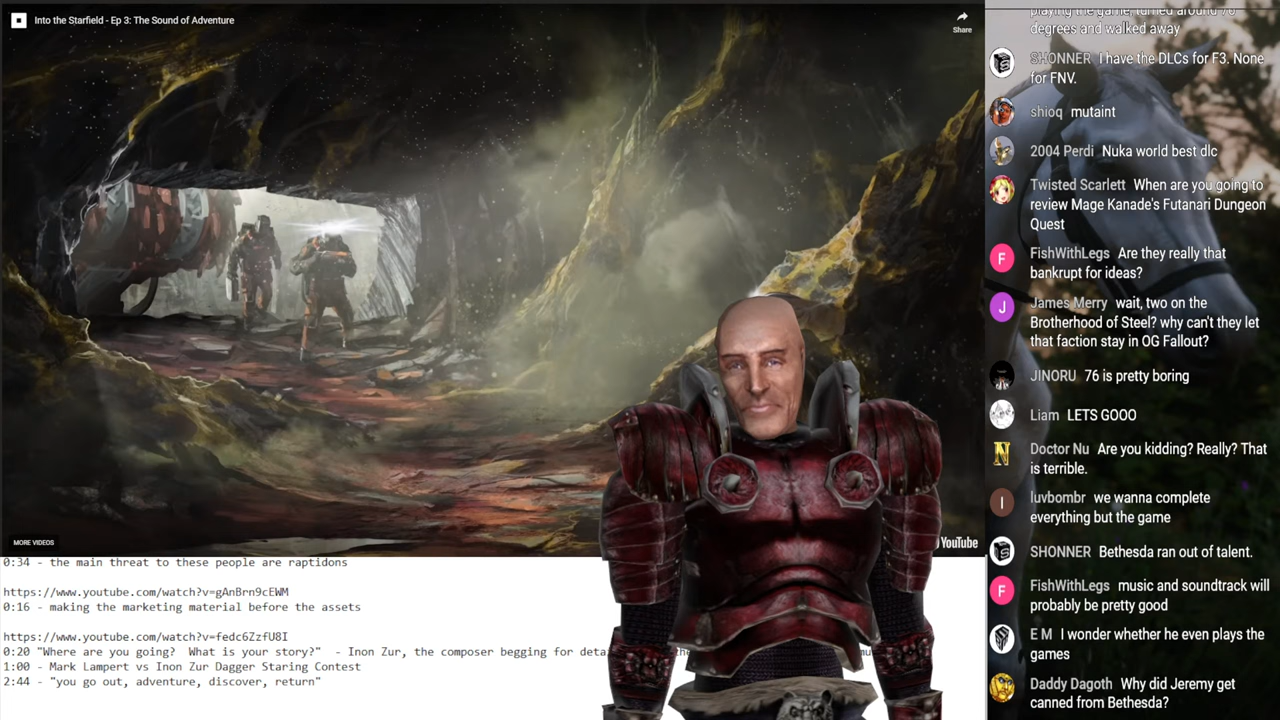 Into the Starfield - Ep 3: The Sound of Adventure
Share
MORE VIDEOS
YouTube
0:34 - the main threat to these people are raptidons
https://www.youtube.com/watch?v=gAnBrn9cEWM
0:16 - making the marketing material before the assets
https://www.youtube.com/watch?v=fedc6ZzfU8I
0:20 "Where are you going?  What is your story?"  - Inon Zur, the composer begging for
1:00 - Mark Lampert vs Inon Zur Dagger Staring Contest
2:44 - "you go out, adventure, discover, return"
playing the game, turned around
degrees and walked away
SHONNER I have the DLCs for F3. None
for FNV.
shioq mutaint
2004 Perdi Nuka world best dlc
Twisted Scarlett When are you going to
review Mage Kanade's Futanari Dungeon
Quest
FishWithLegs Are they really that
bankrupt for ideas?
James Merry wait, two on the
Brotherhood of Steel? why can't they let
that faction stay in OG Fallout?
JINORU 76 is pretty boring
Liam LETS GOOO
Doctor Nu Are you kidding? Really? That
is terrible.
luvbombr we wanna complete
everything but the game
SHONNER Bethesda ran out of talent.
FishWithLegs music and soundtrack will
probably be pretty good
E M I wonder whether he even plays the
games
Daddy Dagoth Why did Jeremy get
canned from Bethesda?